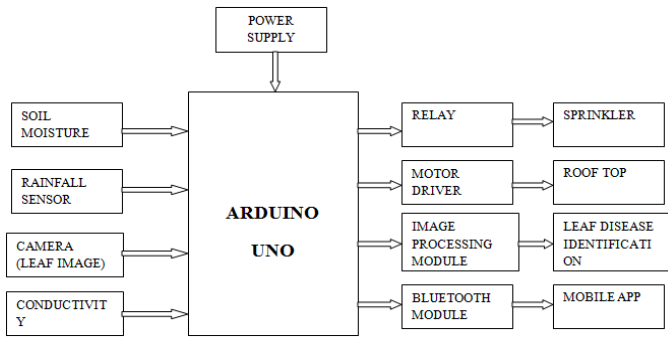 POWER
SUPPLY
SOIL
MOISTURE
RAINFALL
SENSOR
CAMERA
(LEAF IMAGE)
CONDUCTIVIT
Y
ARDUINO
UNO
RELAY
SPRINKLER
MOTOR
DRIVER
ROOF TOP
IMAGE
PROCESSING
MODULE
LEAF DISEASE
IDENTIFICATI
ON
BLUETOOTH
MODULE
MOBILE APP